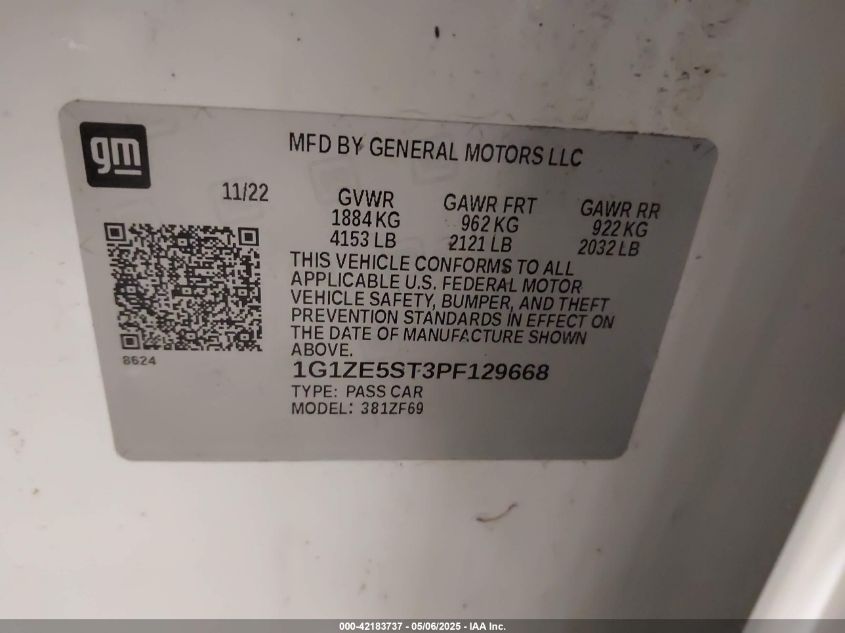 gm
MFD BY GENERAL MOTORS LLC
11/22
GVWR
1884 KG
4153 LB
GAWR FRT
962 KG
2121 LB
GAWR RR
922 KG
2032 LB
THIS VEHICLE CONFORMS TO ALL
APPLICABLE U.S. FEDERAL MOTOR
VEHICLE SAFETY, BUMPER, AND THEFT
PREVENTION STANDARDS IN EFFECT ON
THE DATE OF MANUFACTURE SHOWN
ABOVE.
8624
1G1ZE5ST3PF129668
TYPE: PASS CAR
MODEL: 381ZF69
000-42183737 - 05/06/2025 - IAA Inc.